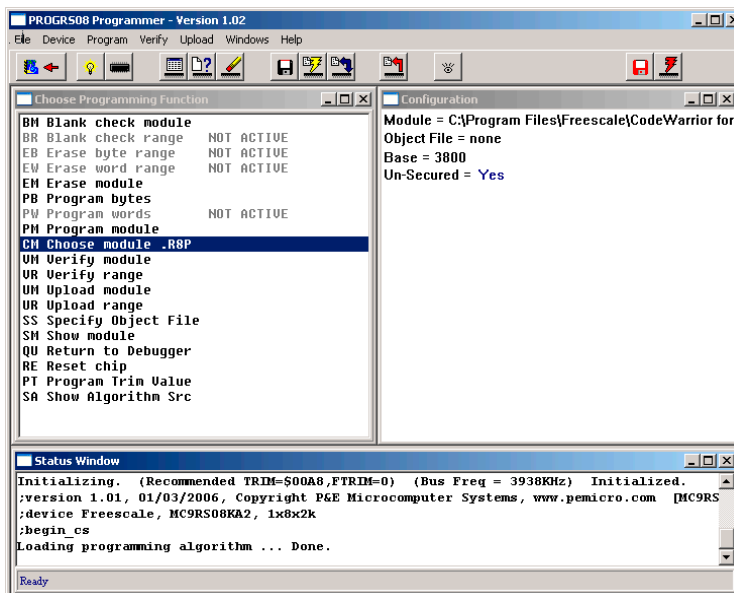 PROGRS08 Programmer - Version 1.02
File Device Program Verify Upload Windows Help
Choose Programming Function
BM Blank check module
BR Blank check range NOT ACTIVE
EB Erase byte range NOT ACTIVE
EW Erase word range NOT ACTIVE
EM Erase module
PB Program bytes
PW Program words NOT ACTIVE
PM Program module
CM Choose module .R8P
VM Verify module
VR Verify range
UM Upload module
UR Upload range
SS Specify Object File
SM Show module
QU Return to Debugger
RE Reset chip
PT Program Trim Value
SA Show Algorithm Src
Configuration
Module = C:\Program Files\Freescale\CodeWarrior for
Object File = none
Base = 3800
Un-Secured = Yes
Status Window
Initializing. (Recommended TRIM=$00A8,FTRIM=0) (Bus Freq = 3938KHz) Initialized.
;version 1.01, 01/03/2006, Copyright P&E Microcomputer Systems, www.pemicro.com [MC9RS
;device Freescale, MC9RS08KA2, 1x8x2k
;begin_cs
Loading programming algorithm ... Done.
Ready